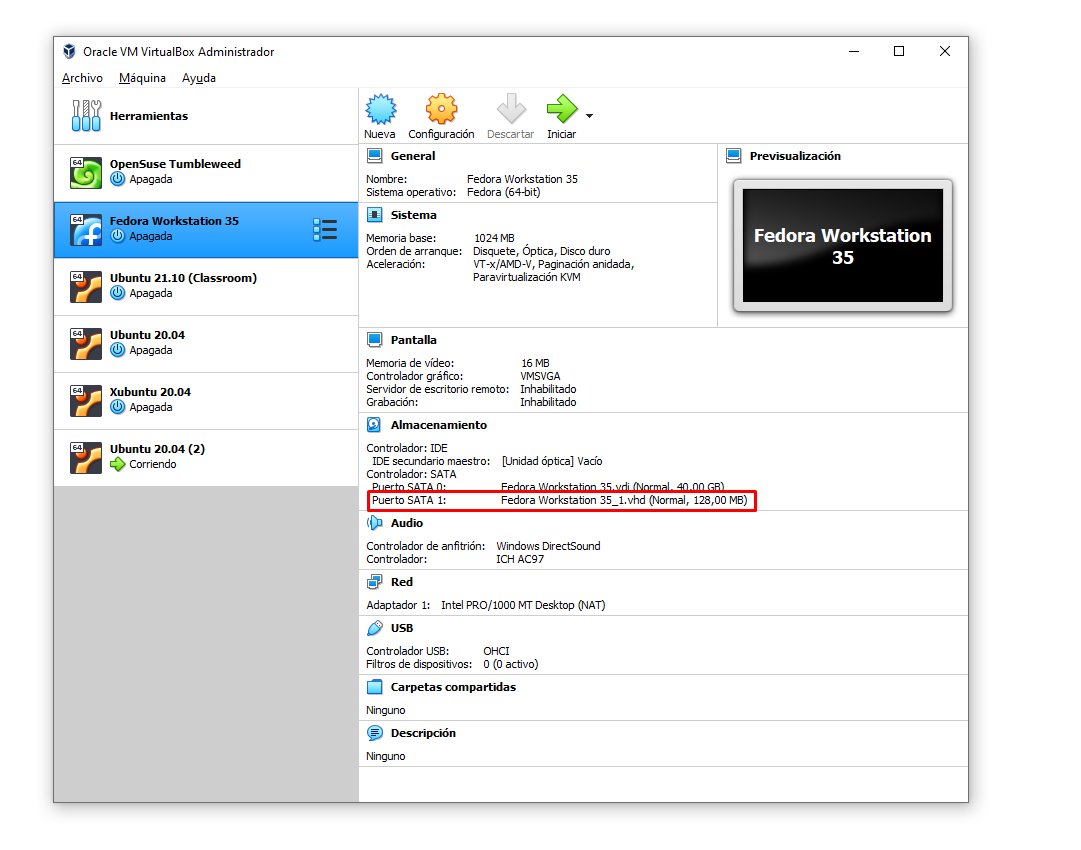 Oracle VM VirtualBox Administrador
Archivo Máquina Ayuda
Herramientas
Nueva Configuración Descartar Iniciar
64
OpenSuse Tumbleweed
Apagada
64
Fedora Workstation 35
Apagada
64
Ubuntu 21.10 (Classroom)
Apagada
64
Ubuntu 20.04
Apagada
64
Xubuntu 20.04
Apagada
64
Ubuntu 20.04 (2)
Corriendo
General
Nombre: Fedora Workstation 35
Sistema operativo: Fedora (64-bit)
Sistema
Memoria base: 1024 MB
Orden de arranque: Disquete, Óptica, Disco duro
Aceleración: VT-x/AMD-V, Paginación anidada,
Paravirtualización KVM
Previsualización
Fedora Workstation
35
Pantalla
Memoria de vídeo: 16 MB
Controlador gráfico: VMSVGA
Servidor de escritorio remoto: Inhabilitado
Grabación: Inhabilitado
Almacenamiento
Controlador: IDE
IDE secundario maestro: [Unidad óptica] Vacío
Controlador: SATA
Puerto SATA 0: Fedora Workstation 35.vdi (Normal, 40,00 GB)
Puerto SATA 1: Fedora Workstation 35_1.vhd (Normal, 128,00 MB)
Audio
Controlador de anfitrión: Windows DirectSound
Controlador: ICH AC97
Red
Adaptador 1: Intel PRO/1000 MT Desktop (NAT)
USB
Controlador USB: OHCI
Filtros de dispositivos: 0 (0 activo)
Carpetas compartidas
Ninguno
Descripción
Ninguno